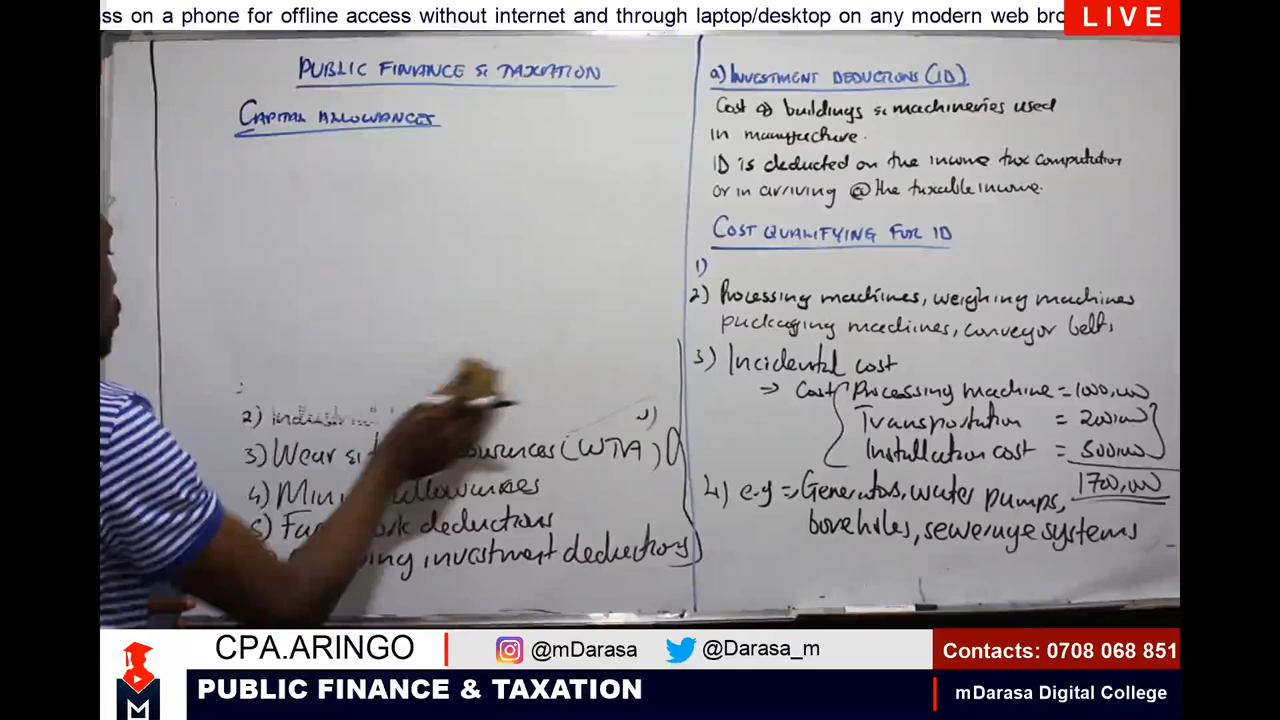 ss on a phone for offline access without internet and through laptop/desktop on any modern web bro
LIVE
PUBLIC FINANCE & TAXATION
CAPITAL ALLOWANCES
2) Indust
3) Wear & (WTA)
4) Min allowances
5) Fa work deductions
ing investment deductions
a) INVESTMENT DEDUCTIONS (ID)
Cost of buildings & machineries used
in manufacture.
ID is deducted on the income tax computation
or in arriving @ the taxable income.
COST QUALIFYING FOR ID
1)
2) Processing machines, weighing machines
packaging machines, conveyor belts
3) Incidental cost
⇒ Cost Processing machine = 1000,000
Transportation = 200,000
Installation cost = 500,000
1700,000
4) e.g ⇒ Generators, water pumps,
boreholes, sewerage systems
CPA.ARINGO
@mDarasa
@Darasa_m
Contacts: 0708 068 851
PUBLIC FINANCE & TAXATION
mDarasa Digital College
M